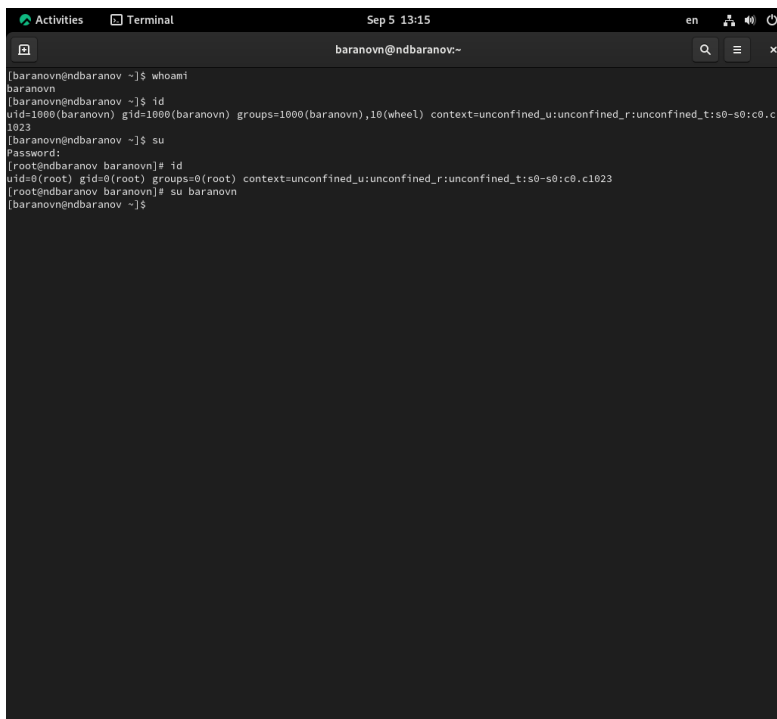 Activities Terminal Sep 5 13:15 en
baranovn@ndbaranov:~
[baranovn@ndbaranov ~]$ whoami
baranovn
[baranovn@ndbaranov ~]$ id
uid=1000(baranovn) gid=1000(baranovn) groups=1000(baranovn),10(wheel) context=unconfined_u:unconfined_r:unconfined_t:s0-s0:c0.c
1023
[baranovn@ndbaranov ~]$ su
Password:
[root@ndbaranov baranovn]# id
uid=0(root) gid=0(root) groups=0(root) context=unconfined_u:unconfined_r:unconfined_t:s0-s0:c0.c1023
[root@ndbaranov baranovn]# su baranovn
[baranovn@ndbaranov ~]$